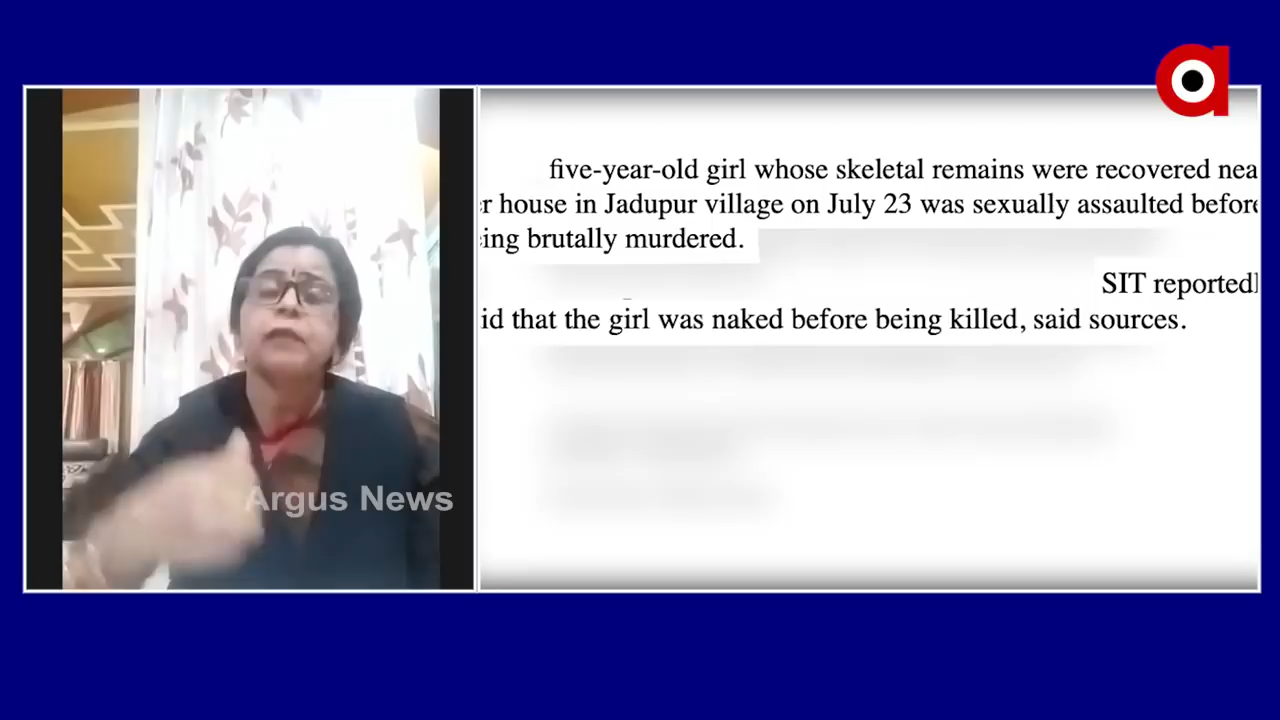 five-year-old girl whose skeletal remains were recovered nea
r house in Jadupur village on July 23 was sexually assaulted before
ing brutally murdered.
SIT reportedl
id that the girl was naked before being killed, said sources.
Argus News